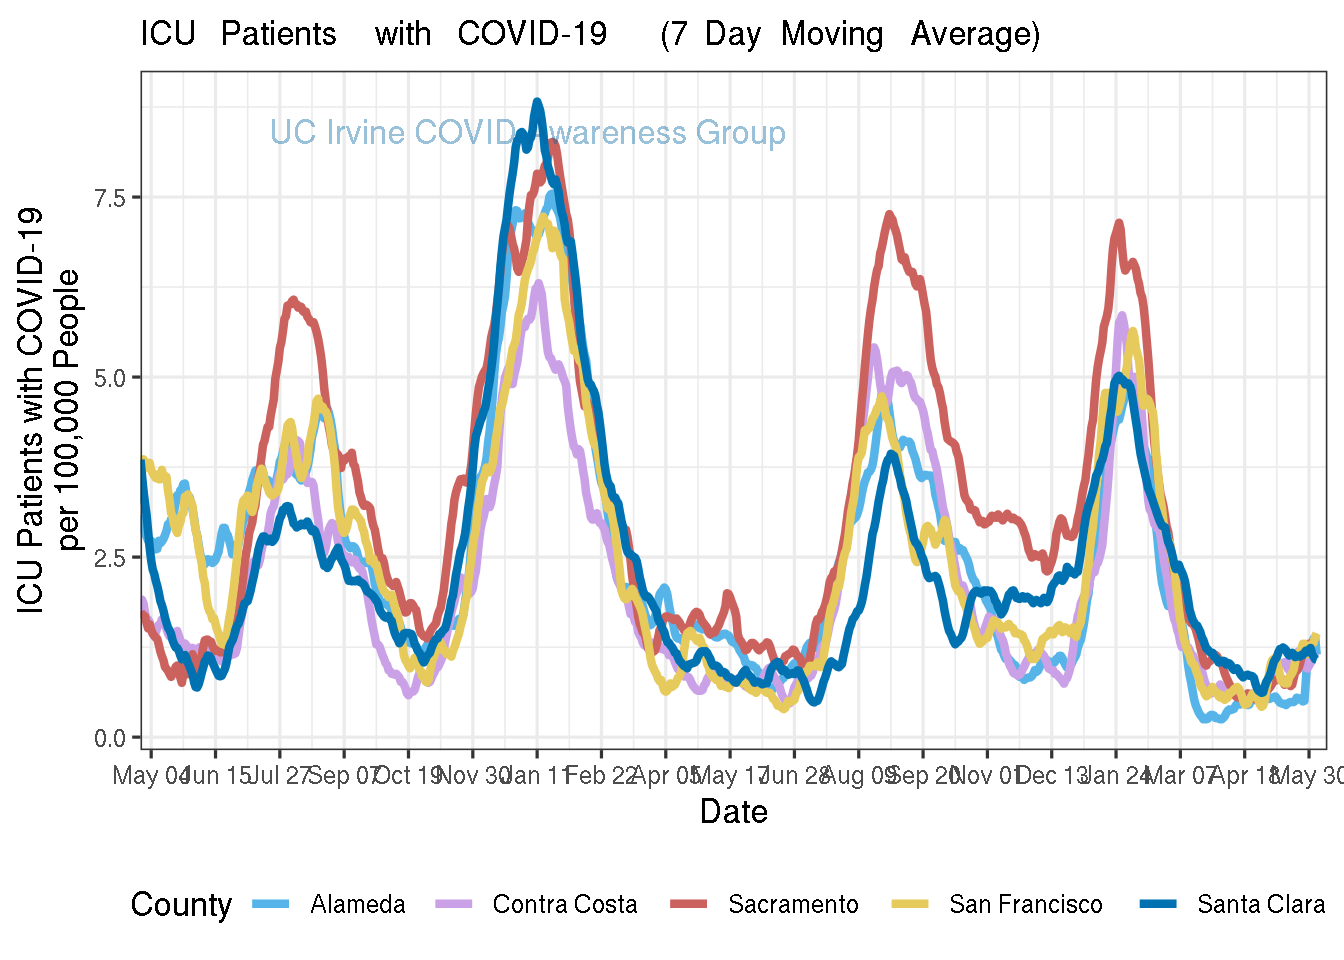 ICU Patients with COVID-19 (7 Day Moving Average)
UC Irvine COVID wareness Group
ICU Patients with COVID-19
per 100,000 People
7.5
5.0
2.5
0.0
May 04 Jun 15 Jul 27 Sep 07 Oct 19 Nov 30 Jan 11 Feb 22 Apr 05 May 17 Jun 28 Aug 09 Sep 20 Nov 01 Dec 13 Jan 24 Mar 07 Apr 18 May 30
Date
County Alameda Contra Costa Sacramento San Francisco Santa Clara